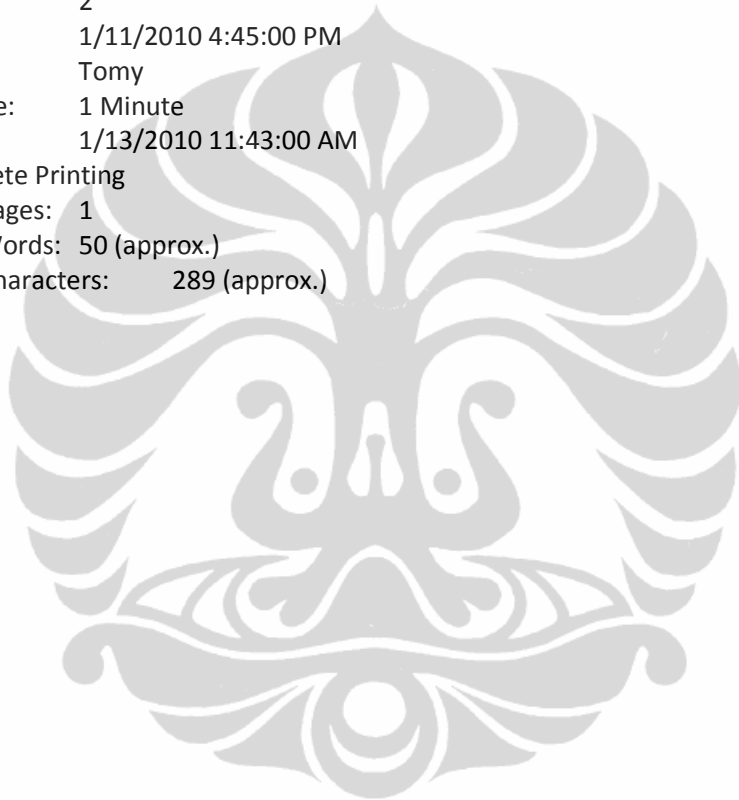 2
1/11/2010 4:45:00 PM
Tomy
e: 1 Minute
1/13/2010 11:43:00 AM
ete Printing
ages: 1
Words: 50 (approx.)
haracters: 289 (approx.)